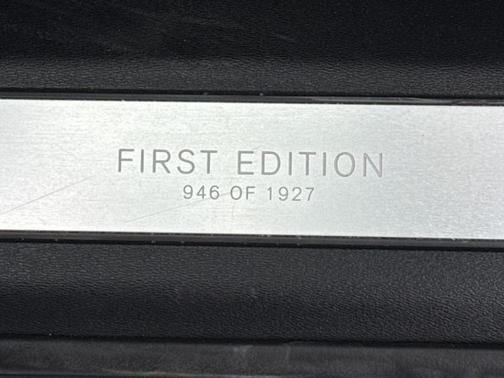 FIRST EDITION
946 OF 1927